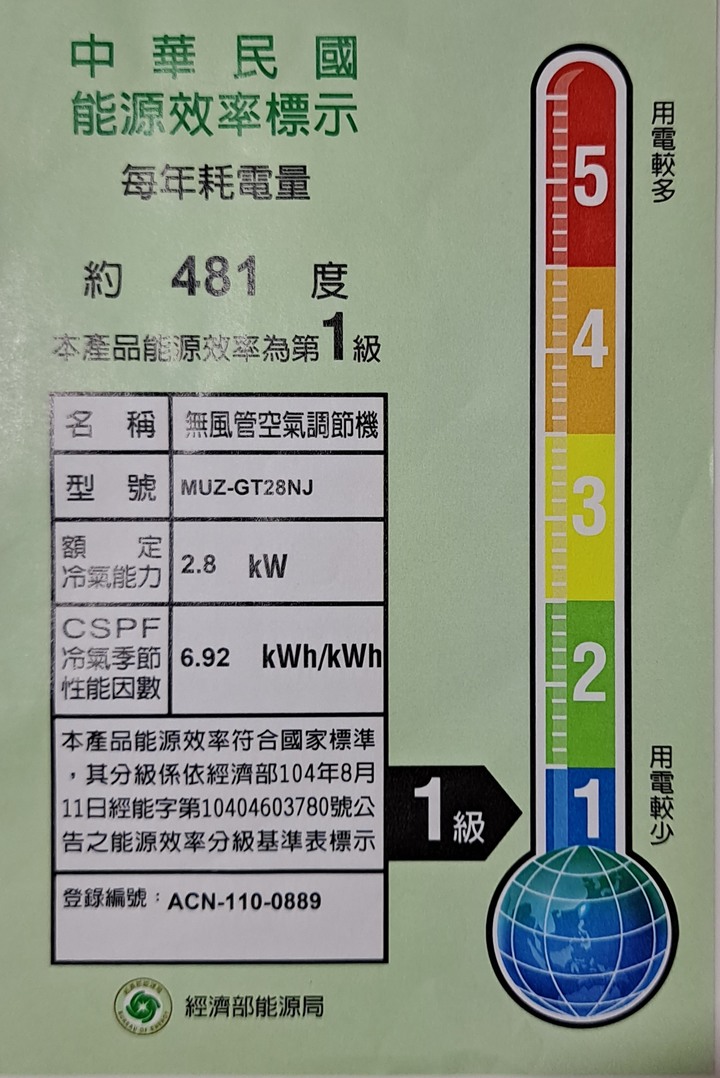 中華民國
能源效率標示
每年耗電量
約 481 度
本產品能源效率為第1級
名稱 無風管空氣調節機
型號 MUZ-GT28NJ
額定
冷氣能力 2.8 kW
CSPF
冷氣季節
性能因數 6.92 kWh/kWh
本產品能源效率符合國家標準
，其分級係依經濟部104年8月
11日經能字第10404603780號公
告之能源效率分級基準表標示
登錄編號：ACN-110-0889
經濟部能源局
BUREAU OF ENERGY
用電較多
5
4
3
2
1
用電較少
1級